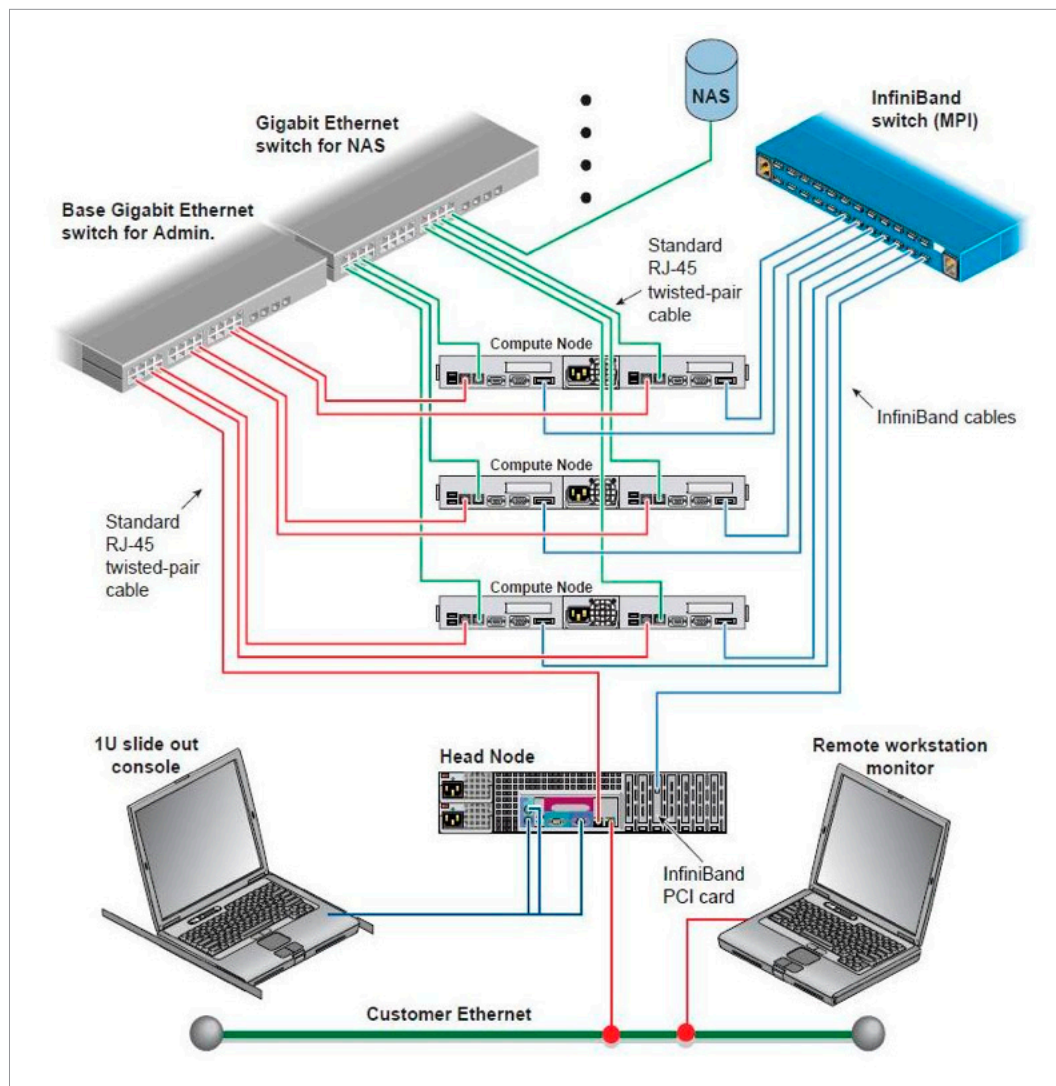 NAS
InfiniBand
switch (MPI)
Gigabit Ethernet
switch for NAS
Base Gigabit Ethernet
switch for Admin.
Standard
RJ-45
twisted-pair
cable
Compute Node
InfiniBand cables
Compute Node
Standard
RJ-45
twisted-pair
cable
Compute Node
1U slide out
console
Head Node
Remote workstation
monitor
InfiniBand
PCI card
Customer Ethernet